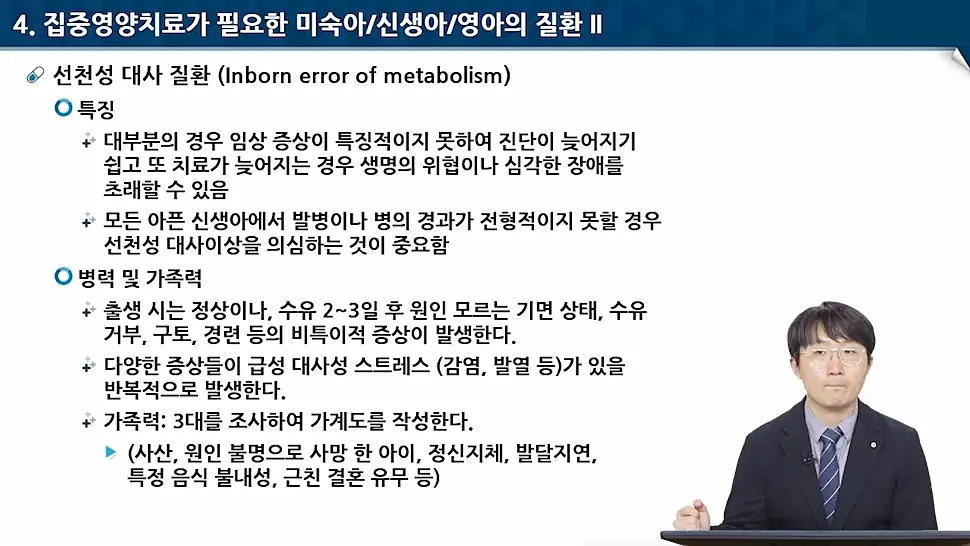 4. 집중영양치료가 필요한 미숙아/신생아/영아의 질환 II
선천성 대사 질환 (Inborn error of metabolism)
특징
대부분의 경우 임상 증상이 특징적이지 못하여 진단이 늦어지기
쉽고 또 치료가 늦어지는 경우 생명의 위협이나 심각한 장애를
초래할 수 있음
모든 아픈 신생아에서 발병이나 병의 경과가 전형적이지 못할 경우
선천성 대사이상을 의심하는 것이 중요함
병력 및 가족력
출생 시는 정상이나, 수유 2~3일 후 원인 모르는 기면 상태, 수유
거부, 구토, 경련 등의 비특이적 증상이 발생한다.
다양한 증상들이 급성 대사성 스트레스 (감염, 발열 등)가 있을
반복적으로 발생한다.
가족력: 3대를 조사하여 가계도를 작성한다.
(사산, 원인 불명으로 사망 한 아이, 정신지체, 발달지연,
특정 음식 불내성, 근친 결혼 유무 등)